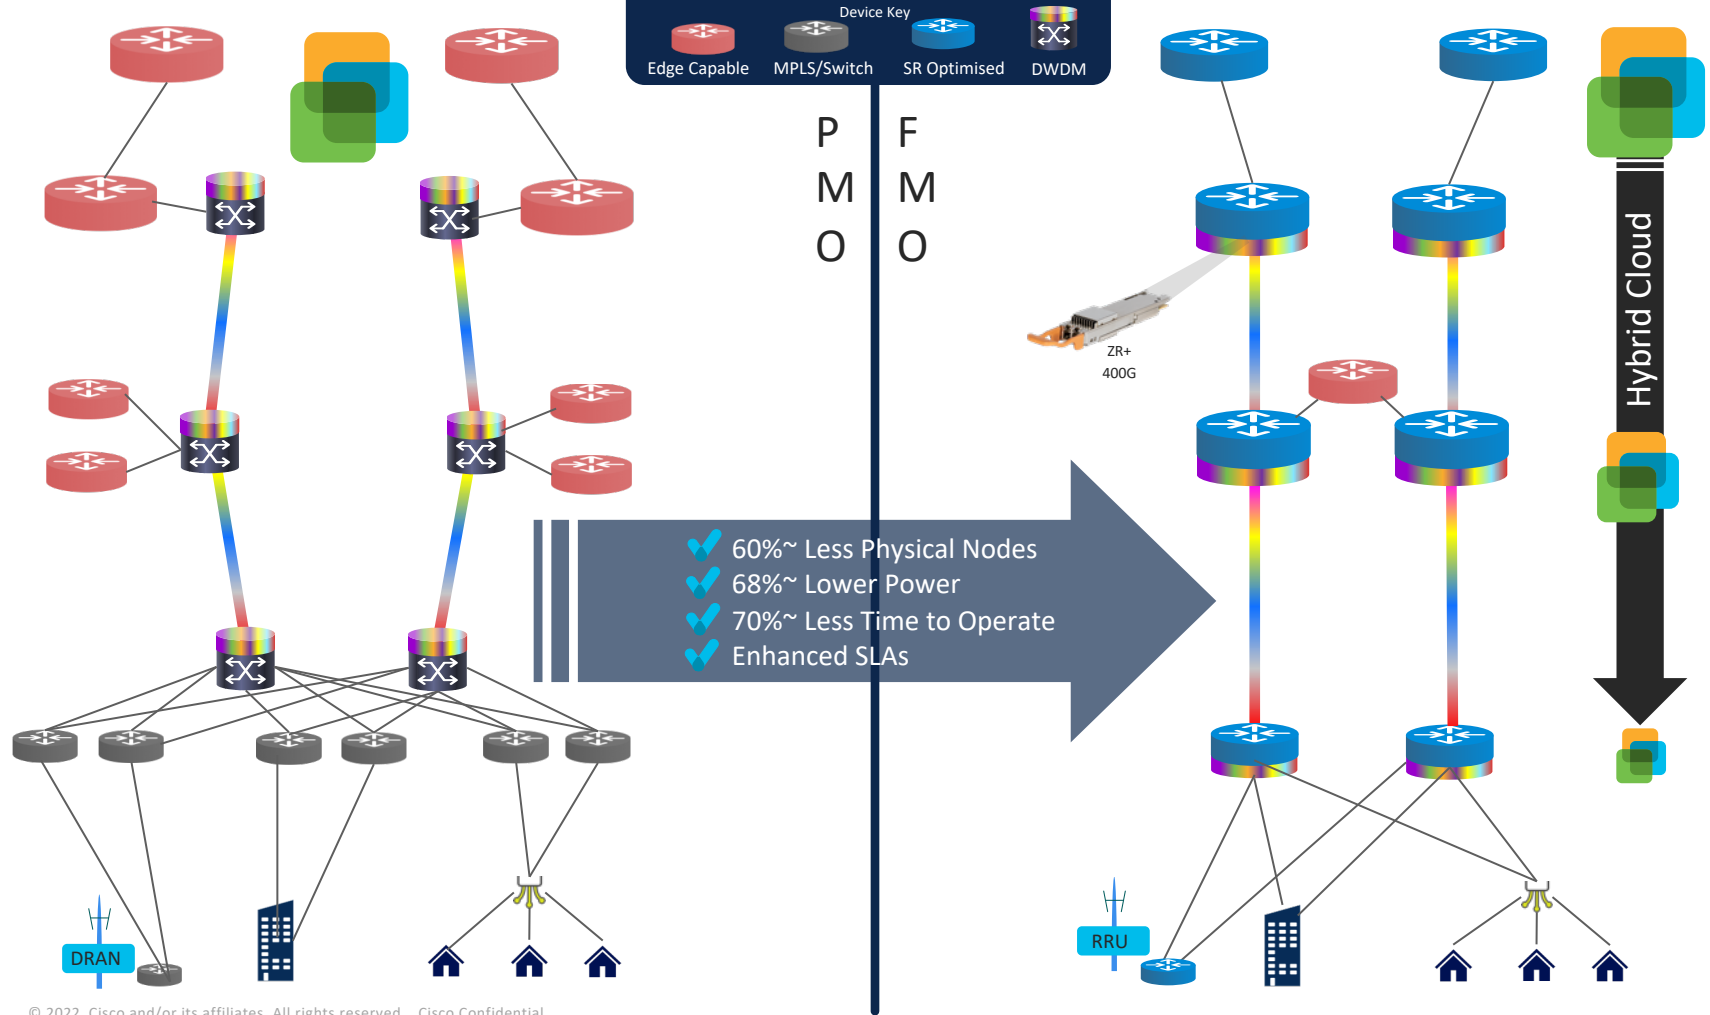 Device Key
Edge Capable
MPLS/Switch
SR Optimised
DWDM
P
M
O
F
M
O
ZR+
400G
Hybrid Cloud
60%~ Less Physical Nodes
68%~ Lower Power
70%~ Less Time to Operate
Enhanced SLAs
DRAN
RRU
© 2022 Cisco and/or its affiliates. All rights reserved. Cisco Confidential